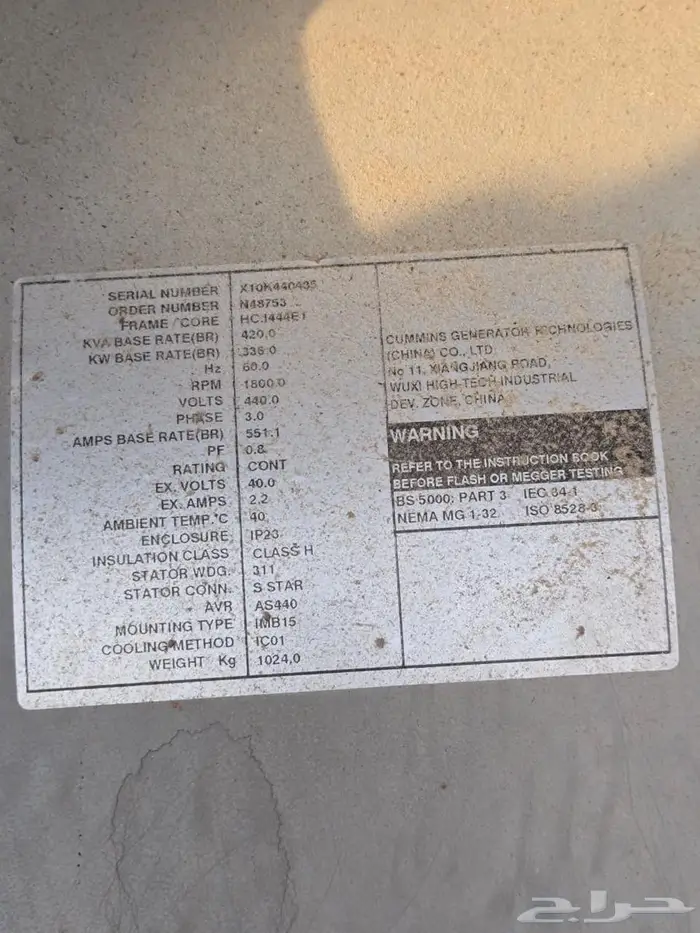 SERIAL NUMBER X10K440435
ORDER NUMBER N48753
FRAME / CORE HCI444E1
KVA BASE RATE(BR) 420.0
KW BASE RATE(BR) 336.0
Hz 60.0
RPM 1800.0
VOLTS 440.0
PHASE 3.0
AMPS BASE RATE(BR) 551.1
PF 0.8
RATING CONT
EX. VOLTS 40.0
EX. AMPS 2.2
AMBIENT TEMP.°C 40
ENCLOSURE IP23
INSULATION CLASS CLASS H
STATOR WDG. 311
STATOR CONN. S STAR
AVR AS440
MOUNTING TYPE IMB15
COOLING METHOD IC01
WEIGHT Kg 1024.0
CUMMINS GENERATOR TECHNOLOGIES
(CHINA) CO., LTD
No 11, XIANGJIANG ROAD,
WUXI HIGH-TECH INDUSTRIAL
DEV. ZONE, CHINA
WARNING
REFER TO THE INSTRUCTION BOOK
BEFORE FLASH OR MEGGER TESTING
BS 5000; PART 3 IEC 34-1
NEMA MG 1-32 ISO 8528-3
حراج